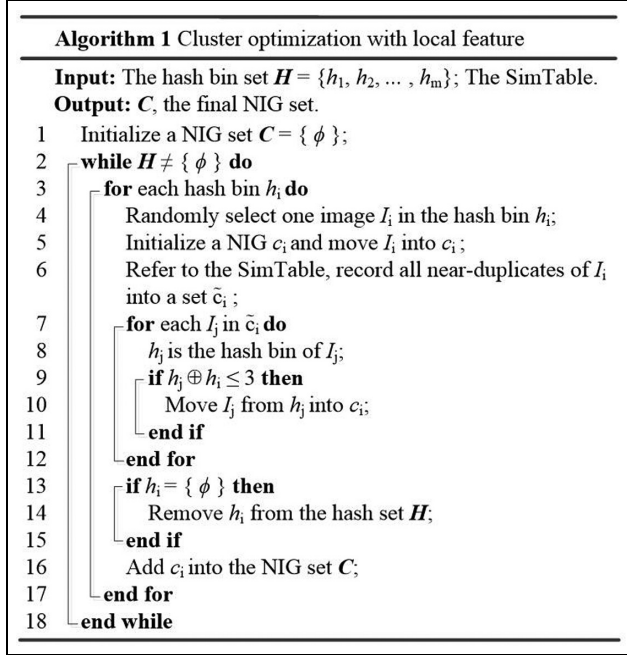 Algorithm 1 Cluster optimization with local feature
Input: The hash bin set H = {h₁, h₂, ... , hₘ}; The SimTable.
Output: C, the final NIG set.
1 Initialize a NIG set C = { ϕ };
2 while H ≠ { ϕ } do
3 for each hash bin hᵢ do
4 Randomly select one image Iᵢ in the hash bin hᵢ;
5 Initialize a NIG cᵢ and move Iᵢ into cᵢ ;
6 Refer to the SimTable, record all near-duplicates of Iᵢ
into a set c̃ᵢ ;
7 for each Iⱼ in c̃ᵢ do
8 hⱼ is the hash bin of Iⱼ;
9 if hⱼ ⊕ hᵢ ≤ 3 then
10 Move Iⱼ from hⱼ into cᵢ;
11 end if
12 end for
13 if hᵢ = { ϕ } then
14 Remove hᵢ from the hash set H;
15 end if
16 Add cᵢ into the NIG set C;
17 end for
18 end while